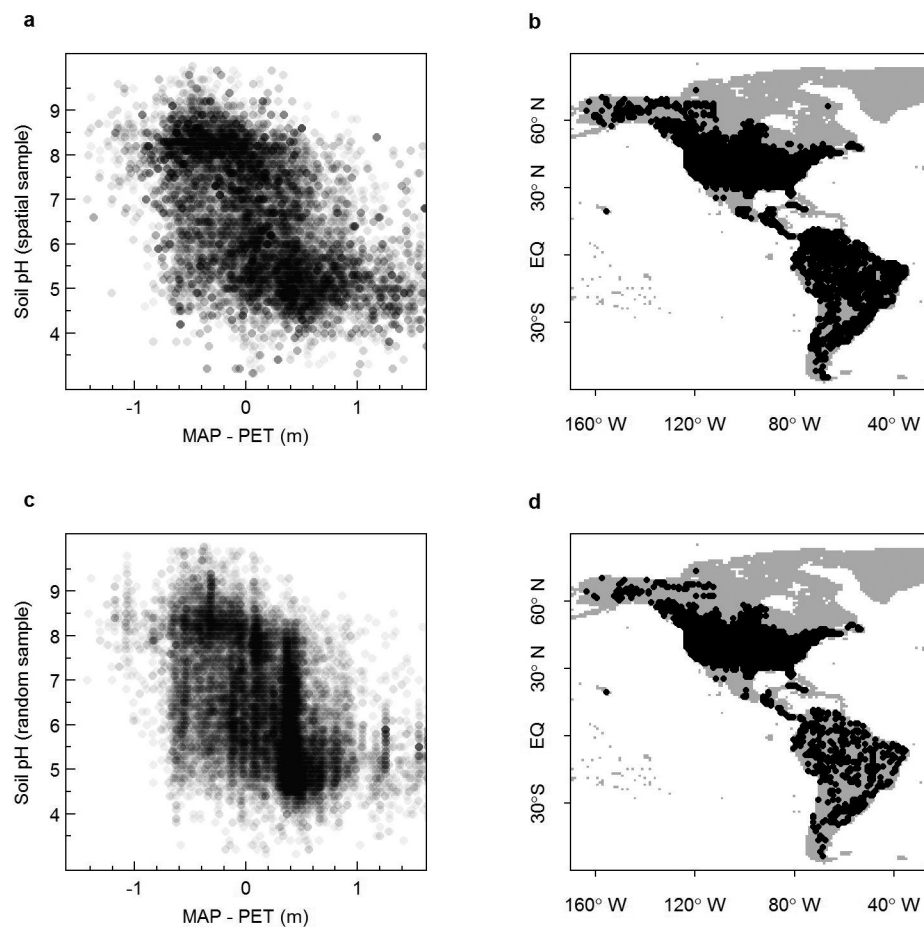 a
b
Soil pH (spatial sample)
9
8
7
6
5
4
-1
0
1
MAP - PET (m)
60° N
30° N
EQ
30°S
160° W
120° W
80° W
40° W
c
d
Soil pH (random sample)
9
8
7
6
5
4
-1
0
1
MAP - PET (m)
60° N
30° N
EQ
30°S
160° W
120° W
80° W
40° W